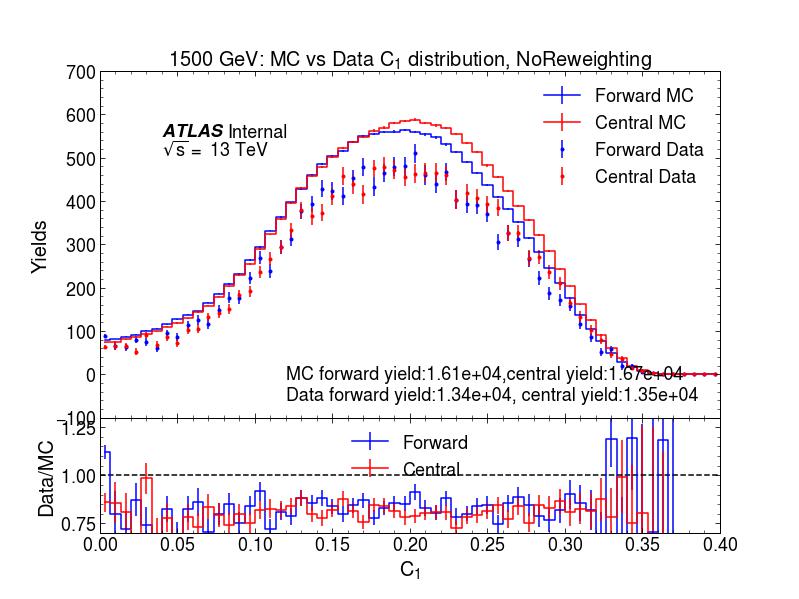 1500 GeV: MC vs Data C₁ distribution, NoReweighting
700
600
500
400
300
200
100
0
−100
Yields
ATLAS Internal
√s = 13 TeV
Forward MC
Central MC
Forward Data
Central Data
MC forward yield:1.61e+04,central yield:1.67e+04
Data forward yield:1.34e+04, central yield:1.35e+04
1.25
1.00
0.75
Data/MC
Forward
Central
0.00 0.05 0.10 0.15 0.20 0.25 0.30 0.35 0.40
C₁